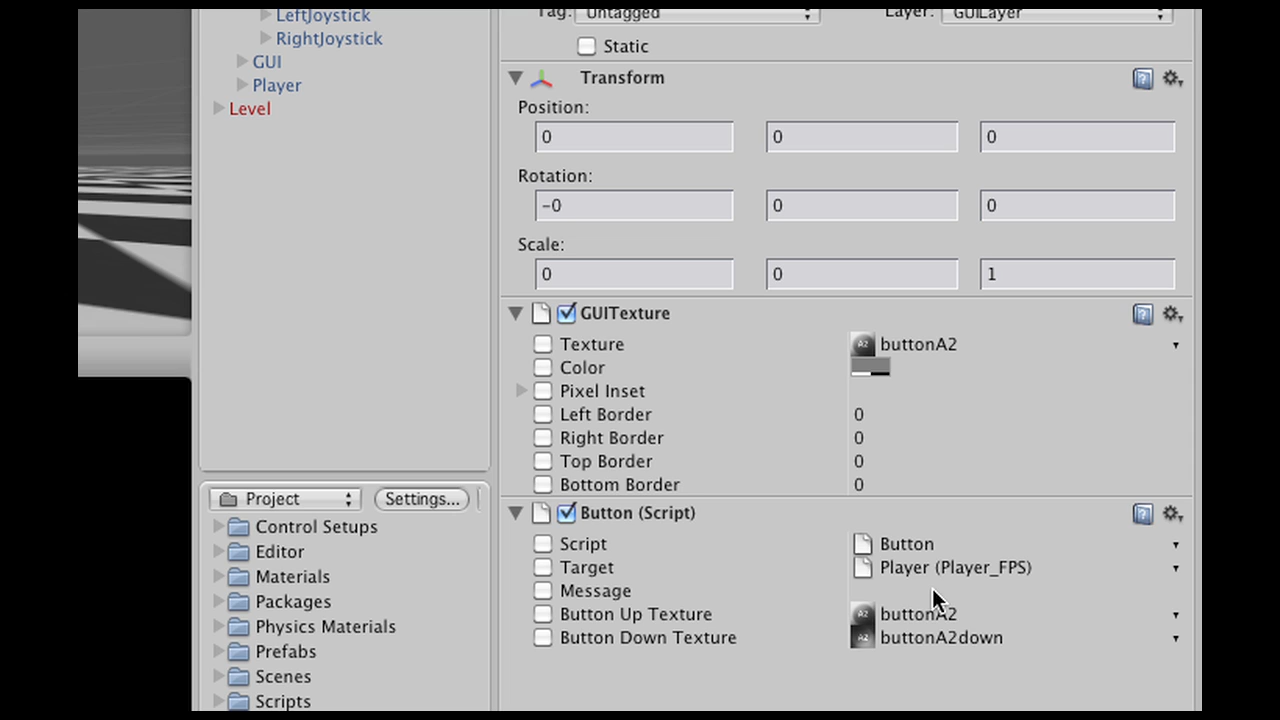 LeftJoystick
RightJoystick
GUI
Player
Level
Project
Settings...
Control Setups
Editor
Materials
Packages
Physics Materials
Prefabs
Scenes
Scripts
Tag: Untagged Layer: GUILayer
Static
Transform
Position:
0 0 0
Rotation:
-0 0 0
Scale:
0 0 1
GUITexture
Texture buttonA2
Color
Pixel Inset
Left Border 0
Right Border 0
Top Border 0
Bottom Border 0
Button (Script)
Script Button
Target Player (Player_FPS)
Message
Button Up Texture buttonA2
Button Down Texture buttonA2down